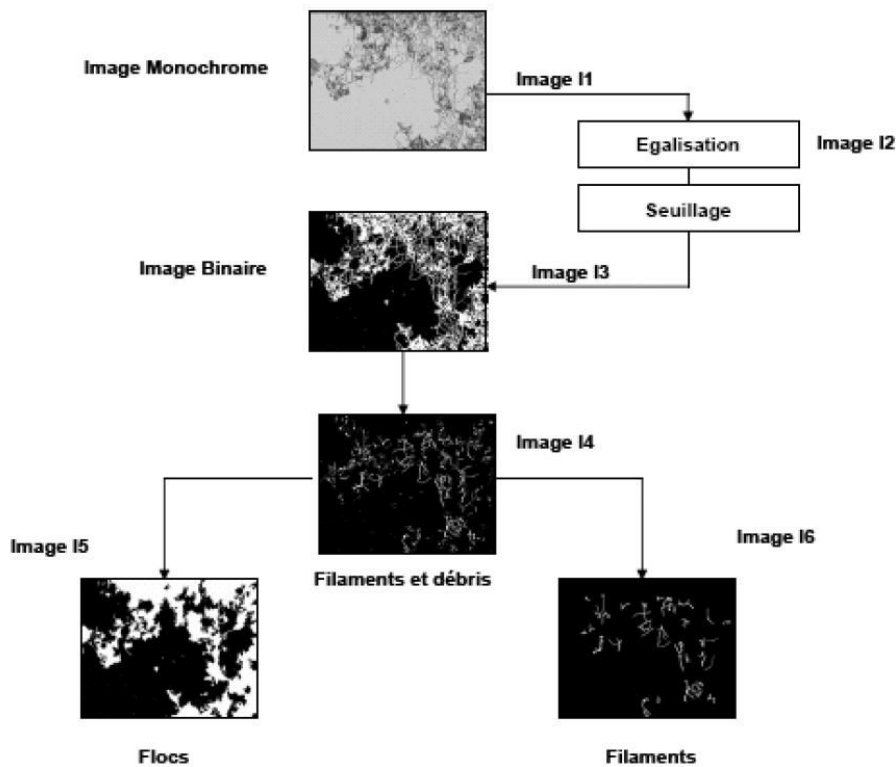 Image Monochrome
Image I1
Egalisation
Image I2
Seuillage
Image Binaire
Image I3
Image I4
Image I5
Image I6
Filaments et débris
Flocs
Filaments